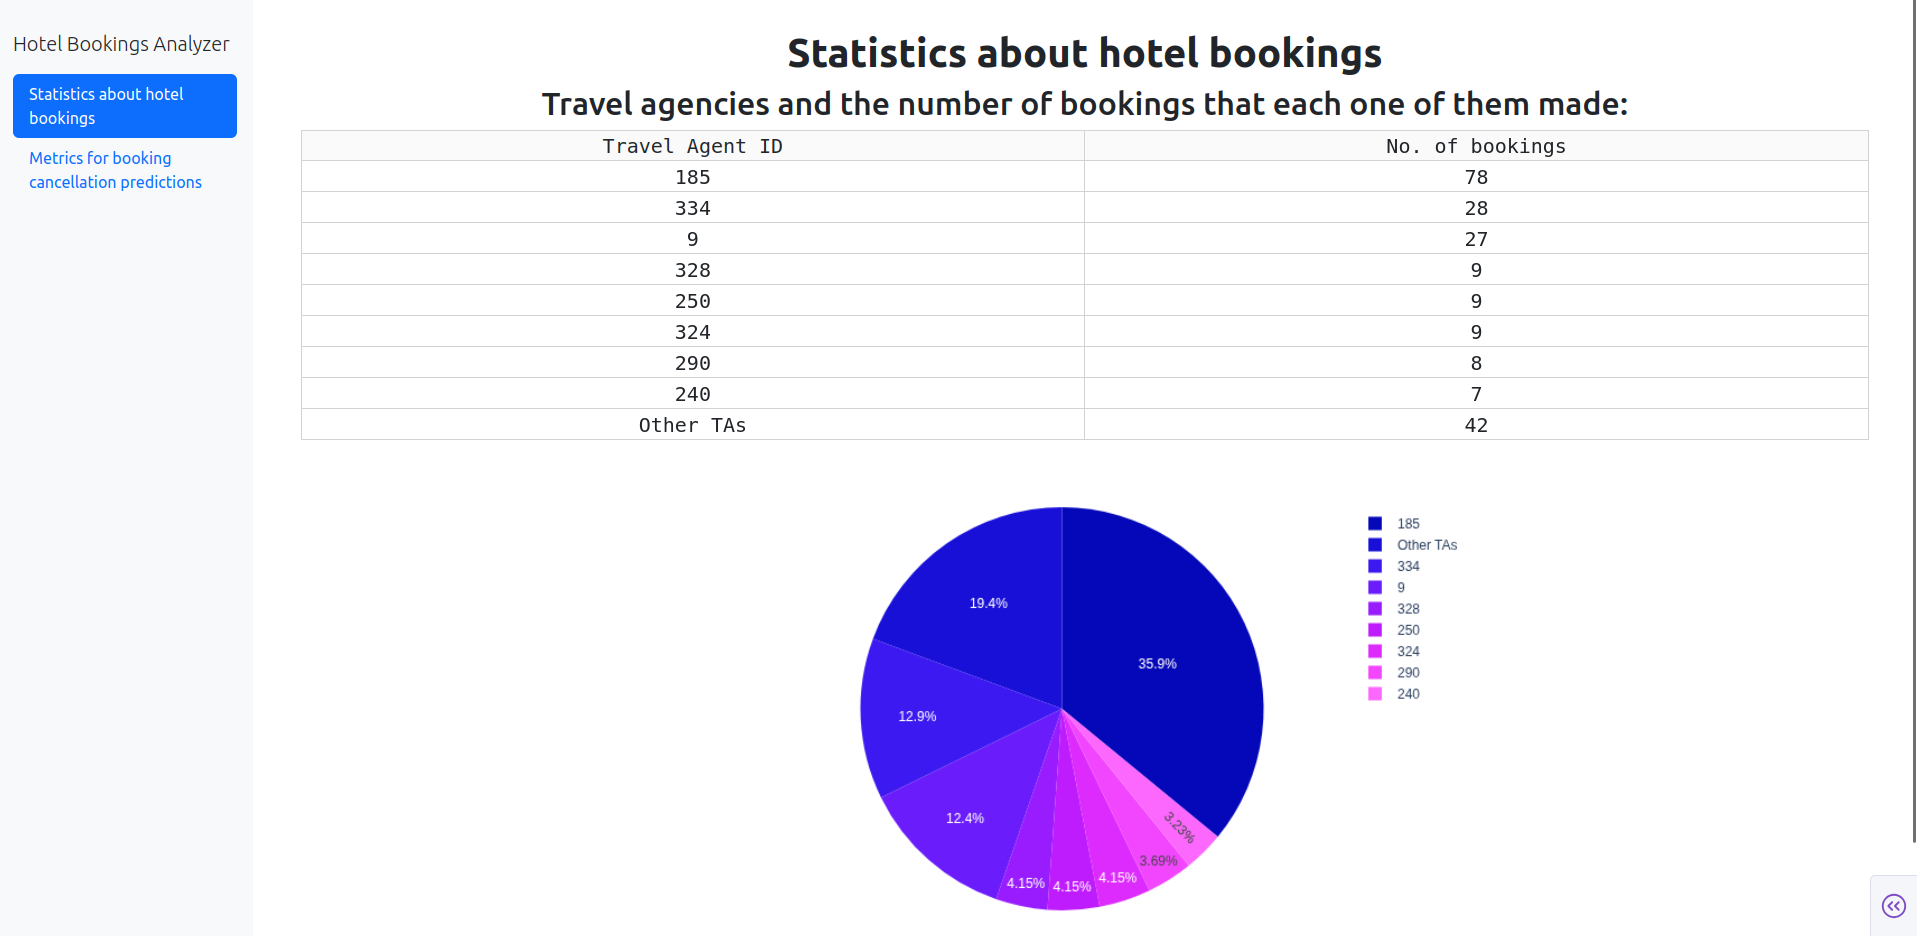 Hotel Bookings Analyzer
Statistics about hotel
bookings
Metrics for booking
cancellation predictions
Statistics about hotel bookings
Travel agencies and the number of bookings that each one of them made:
Travel Agent ID No. of bookings
185 78
334 28
9 27
328 9
250 9
324 9
290 8
240 7
Other TAs 42
19.4%
35.9%
12.9%
12.4%
3.23%
3.69%
4.15%
4.15%
4.15%
185
Other TAs
334
9
328
250
324
290
240